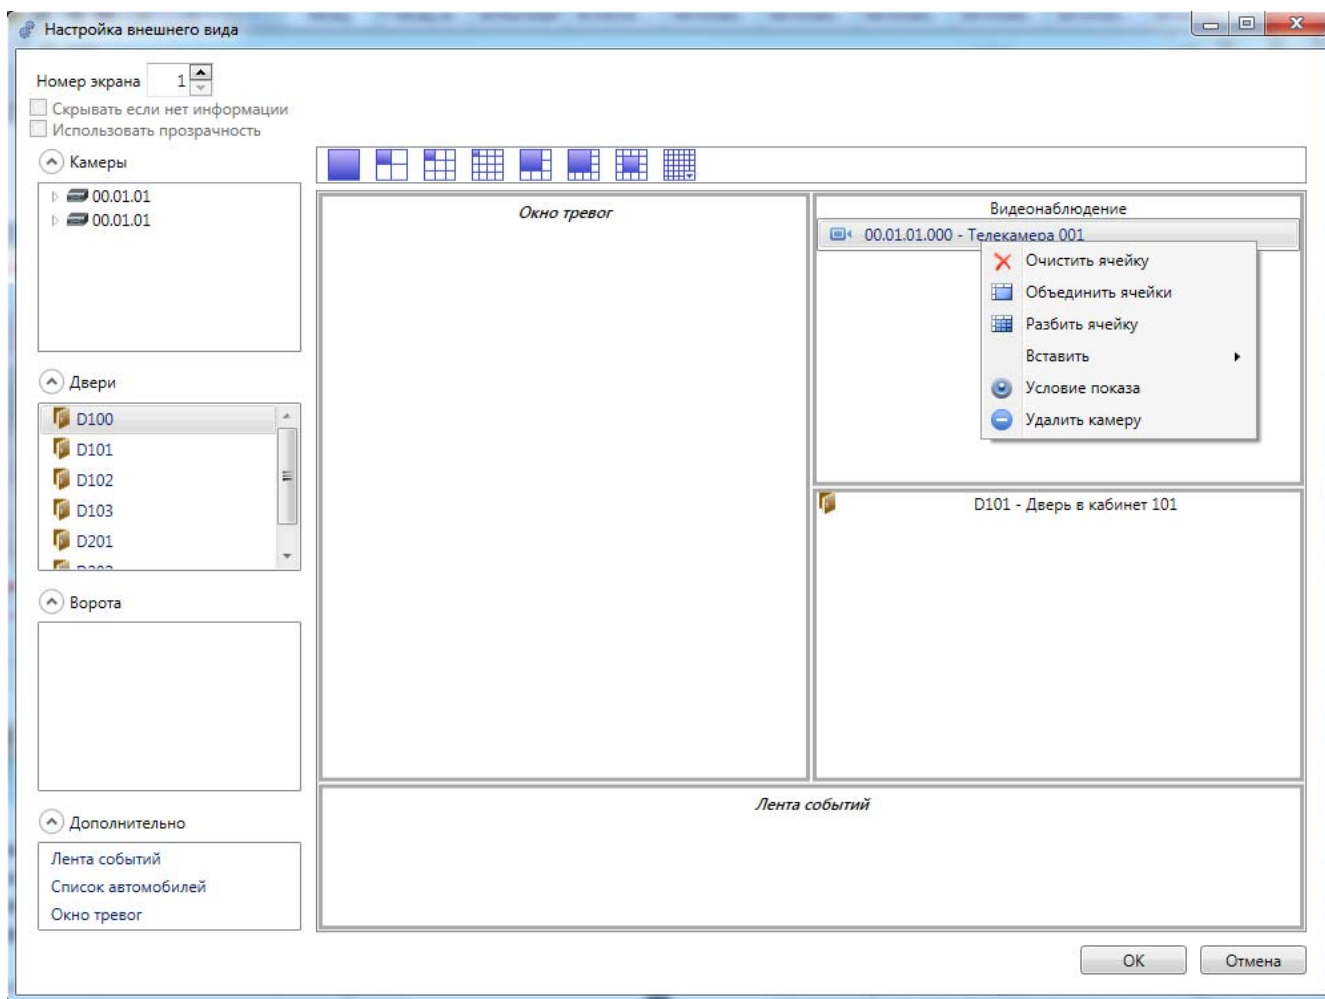 Настройка внешнего вида
Номер экрана 1
Скрывать если нет информации
Использовать прозрачность
Камеры
00.01.01
00.01.01
Двери
D100
D101
D102
D103
D201
Ворота
Дополнительно
Лента событий
Список автомобилей
Окно тревог
Окно тревог
Видеонаблюдение
00.01.01.000 - Телекамера 001
Очистить ячейку
Объединить ячейки
Разбить ячейку
Вставить
Условие показа
Удалить камеру
D101 - Дверь в кабинет 101
Лента событий
OK
Отмена